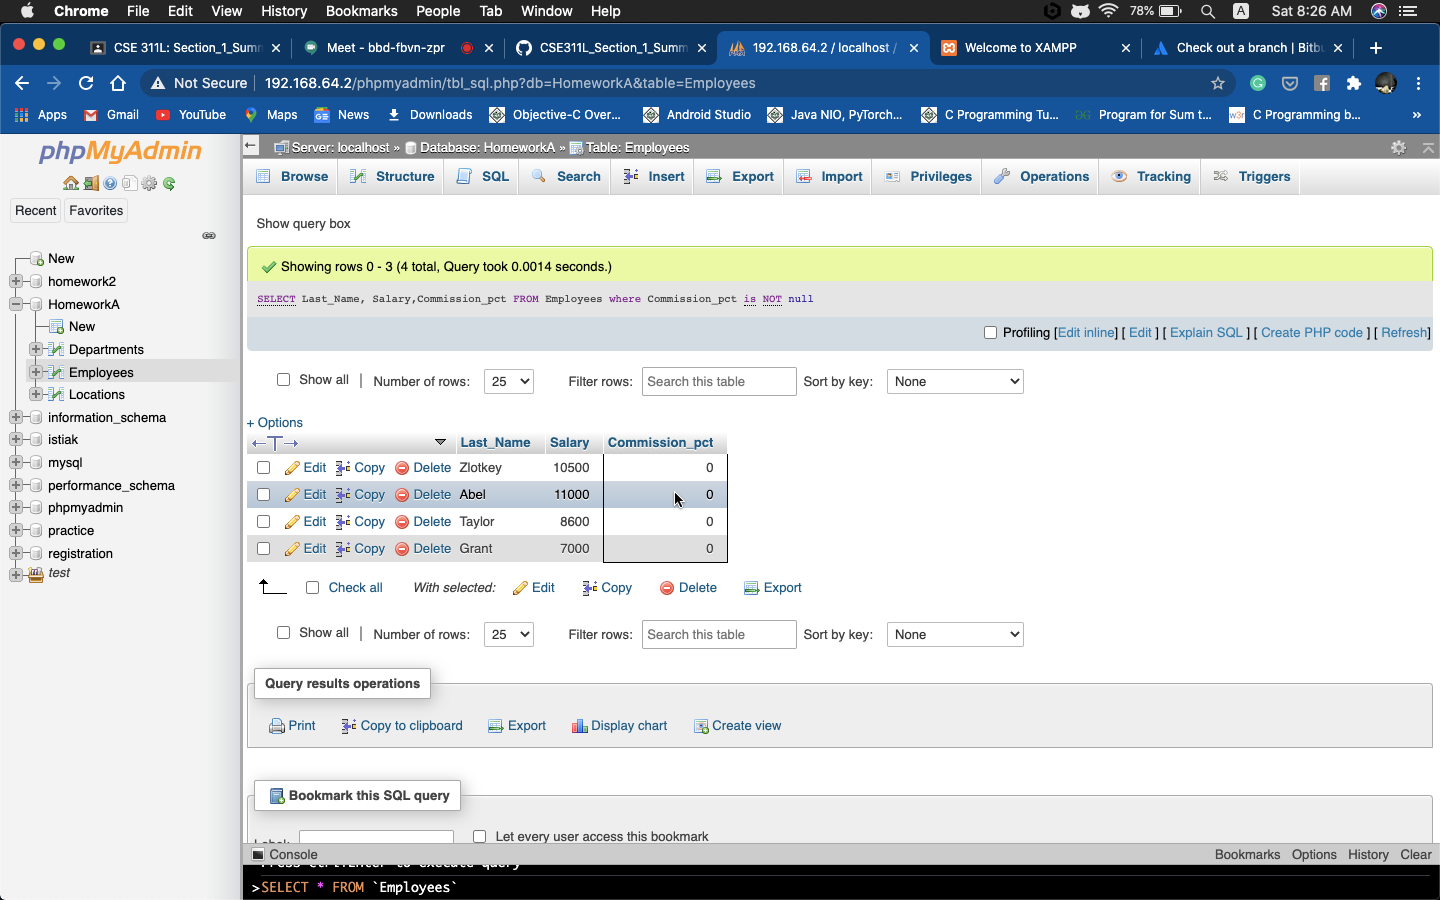 Chrome File Edit View History Bookmarks People Tab Window Help 78% A Sat 8:26 AM
CSE 311L: Section_1_Sumn Meet - bbd-fbvn-zpr CSE311L_Section_1_Summ 192.168.64.2 / localhost / Welcome to XAMPP Check out a branch | Bitb
Not Secure 192.168.64.2/phpmyadmin/tbl_sql.php?db=HomeworkA&table=Employees
Apps Gmail YouTube Maps News Downloads Objective-C Over... Android Studio Java NIO, PyTorch... C Programming Tu... Program for Sum t... C Programming b... »
phpMyAdmin
Recent Favorites
New
homework2
HomeworkA
New
Departments
Employees
Locations
information_schema
istiak
mysql
performance_schema
phpmyadmin
practice
registration
test
Server: localhost » Database: HomeworkA » Table: Employees
Browse Structure SQL Search Insert Export Import Privileges Operations Tracking Triggers
Show query box
Showing rows 0 - 3 (4 total, Query took 0.0014 seconds.)
SELECT Last_Name, Salary,Commission_pct FROM Employees where Commission_pct is NOT null
Profiling [Edit inline] [ Edit ] [ Explain SQL ] [ Create PHP code ] [ Refresh]
Show all | Number of rows: 25 Filter rows: Search this table Sort by key: None
+ Options
←T→ Last_Name Salary Commission_pct
Edit Copy Delete Zlotkey 10500 0
Edit Copy Delete Abel 11000 0
Edit Copy Delete Taylor 8600 0
Edit Copy Delete Grant 7000 0
Check all With selected: Edit Copy Delete Export
Show all | Number of rows: 25 Filter rows: Search this table Sort by key: None
Query results operations
Print Copy to clipboard Export Display chart Create view
Bookmark this SQL query
Let every user access this bookmark
Console Bookmarks Options History Clear
Press Ctrl+Enter to execute query
>SELECT * FROM `Employees`